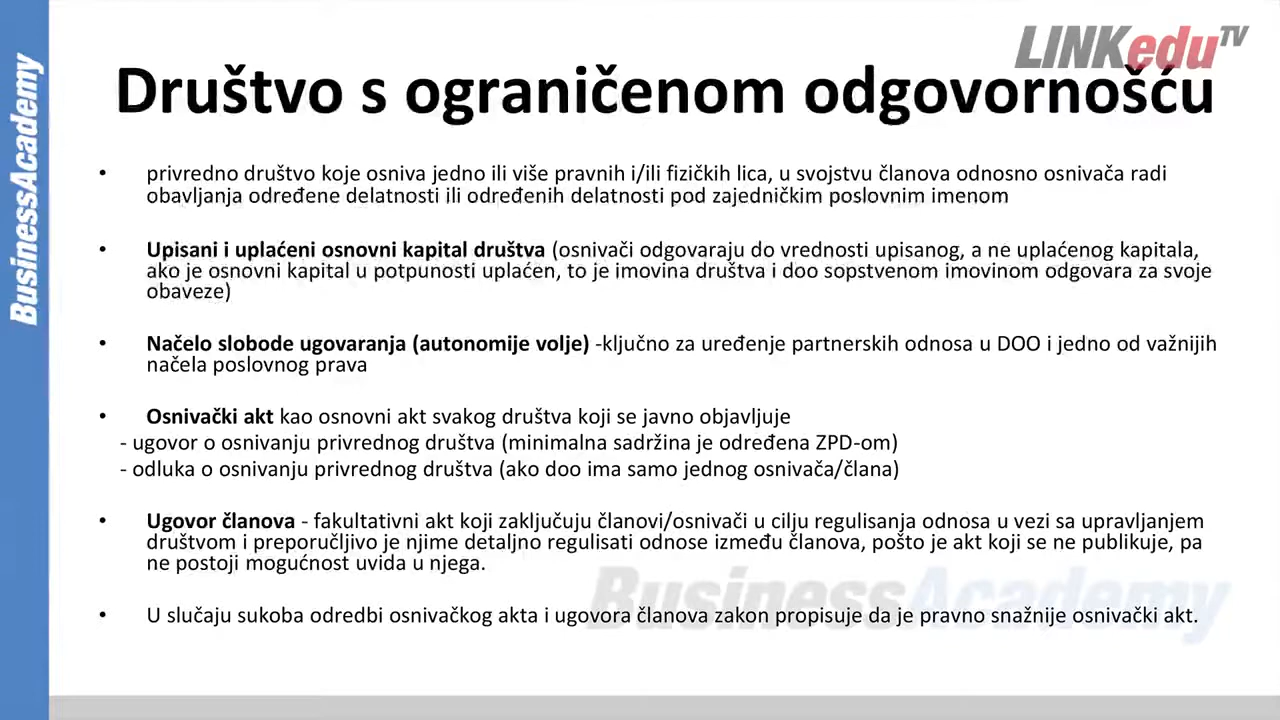 LINKeduTV
BusinessAcademy
Društvo s ograničenom odgovornošću
• privredno društvo koje osniva jedno ili više pravnih i/ili fizičkih lica, u svojstvu članova odnosno osnivača radi
obavljanja određene delatnosti ili određenih delatnosti pod zajedničkim poslovnim imenom
• Upisani i uplaćeni osnovni kapital društva (osnivači odgovaraju do vrednosti upisanog, a ne uplaćenog kapitala,
ako je osnovni kapital u potpunosti uplaćen, to je imovina društva i doo sopstvenom imovinom odgovara za svoje
obaveze)
• Načelo slobode ugovaranja (autonomije volje) -ključno za uređenje partnerskih odnosa u DOO i jedno od važnijih
načela poslovnog prava
• Osnivački akt kao osnovni akt svakog društva koji se javno objavljuje
- ugovor o osnivanju privrednog društva (minimalna sadržina je određena ZPD-om)
- odluka o osnivanju privrednog društva (ako doo ima samo jednog osnivača/člana)
• Ugovor članova - fakultativni akt koji zaključuju članovi/osnivači u cilju regulisanja odnosa u vezi sa upravljanjem
društvom i preporučljivo je njime detaljno regulisati odnose između članova, pošto je akt koji se ne publikuje, pa
ne postoji mogućnost uvida u njega.
• U slučaju sukoba odredbi osnivačkog akta i ugovora članova zakon propisuje da je pravno snažnije osnivački akt.
BusinessAcademy